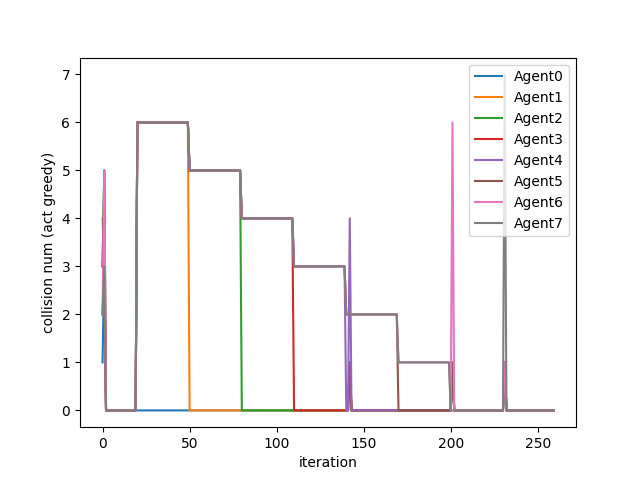 collision num (act greedy)
7
6
5
4
3
2
1
0
Agent0
Agent1
Agent2
Agent3
Agent4
Agent5
Agent6
Agent7
0 50 100 150 200 250
iteration